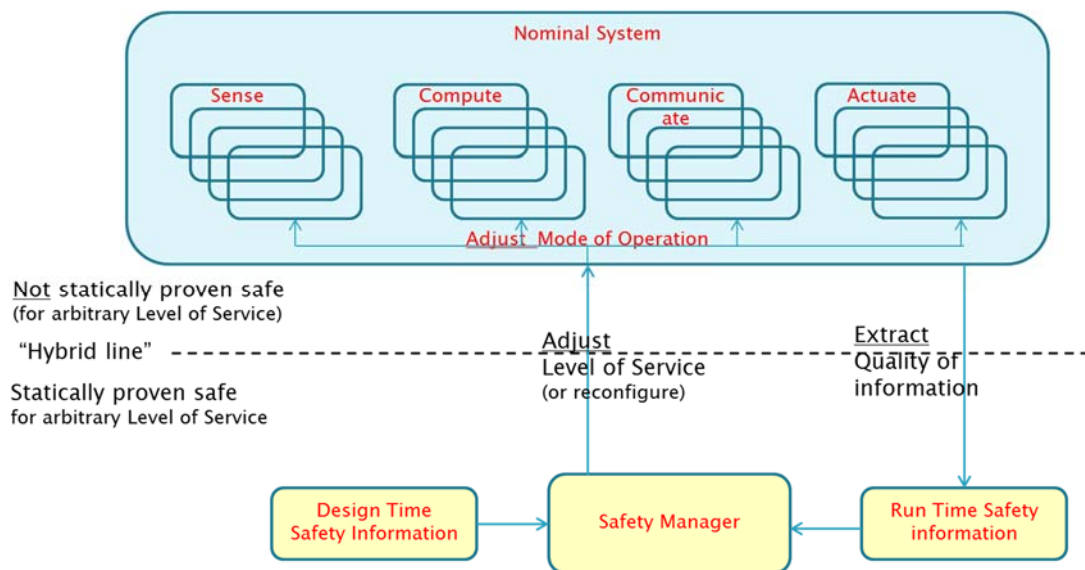 Nominal System
Sense
Compute
Communic
ate
Actuate
Adjust Mode of Operation
Not statically proven safe
(for arbitrary Level of Service)
“Hybrid line”
Statically proven safe
for arbitrary Level of Service
Adjust
Level of Service
(or reconfigure)
Extract
Quality of
information
Design Time
Safety Information
Safety Manager
Run Time Safety
information